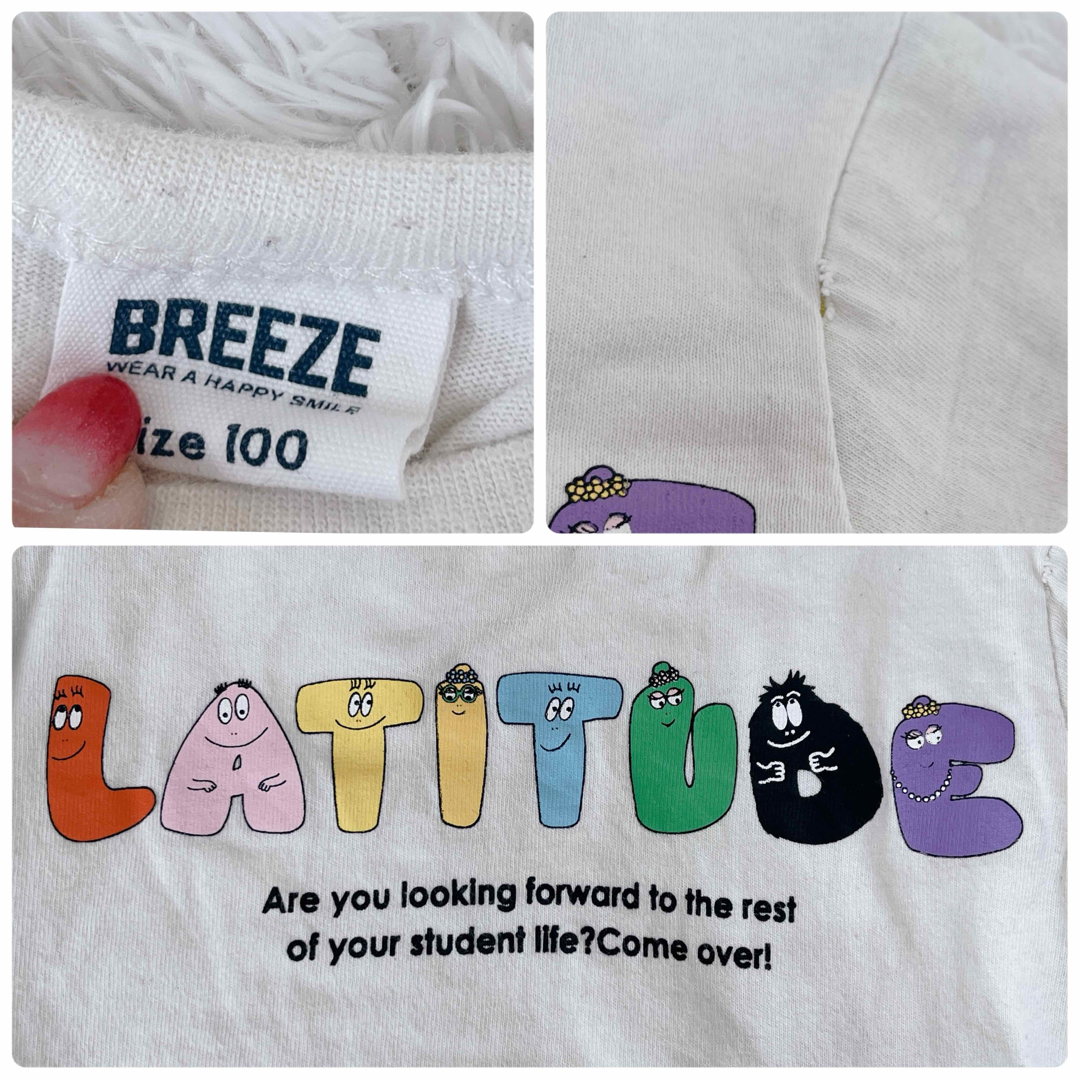 BREEZE
WEAR A HAPPY SMILE
ize 100
LATITUDE
Are you looking forward to the rest
of your student life?Come over!